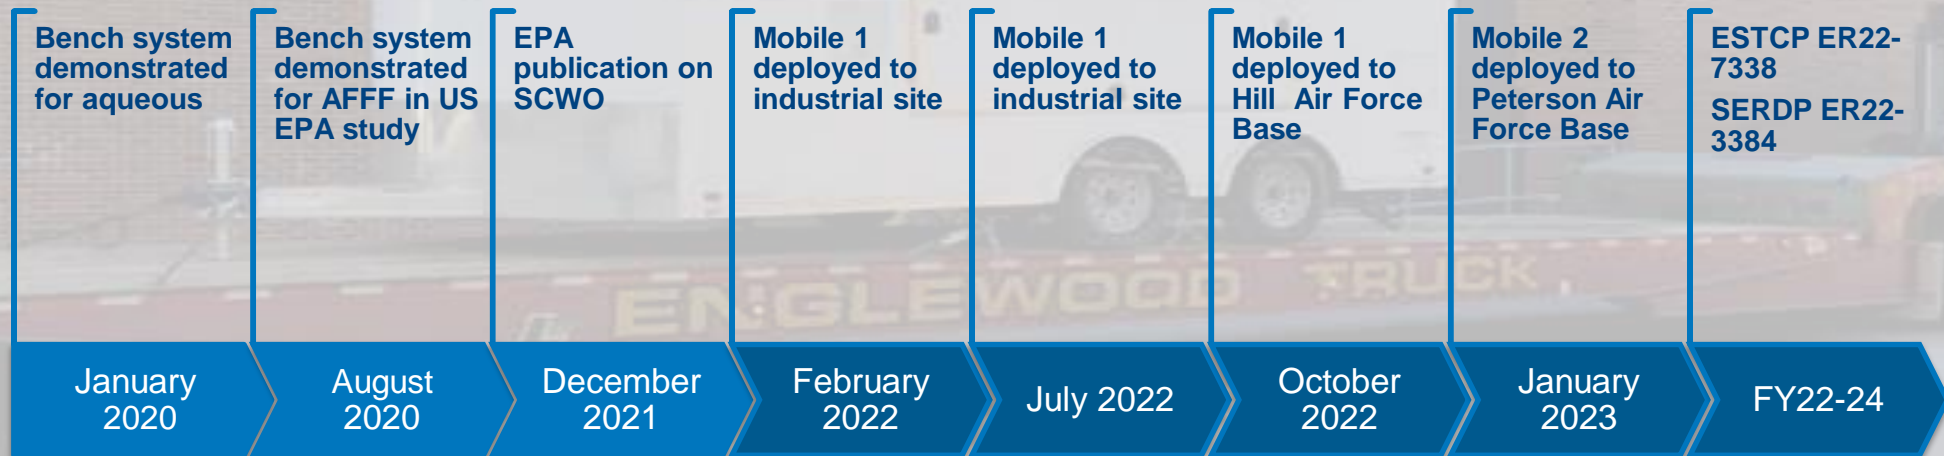 Bench system
demonstrated
for aqueous
Bench system
demonstrated
for AFFF in US
EPA study
EPA
publication on
SCWO
Mobile 1
deployed to
industrial site
Mobile 1
deployed to
industrial site
Mobile 1
deployed to
Hill Air Force
Base
Mobile 2
deployed to
Peterson Air
Force Base
ESTCP ER22-
7338
SERDP ER22-
3384
ENGLEWOOD TRUCK
January
2020
August
2020
December
2021
February
2022
July 2022
October
2022
January
2023
FY22-24